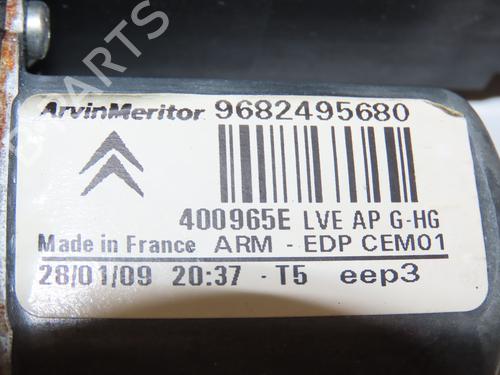 ArvinMeritor 9682495680
400965E LVE AP G-HG
Made in France ARM - EDP CEM01
28/01/09 20:37 - T5 eep3